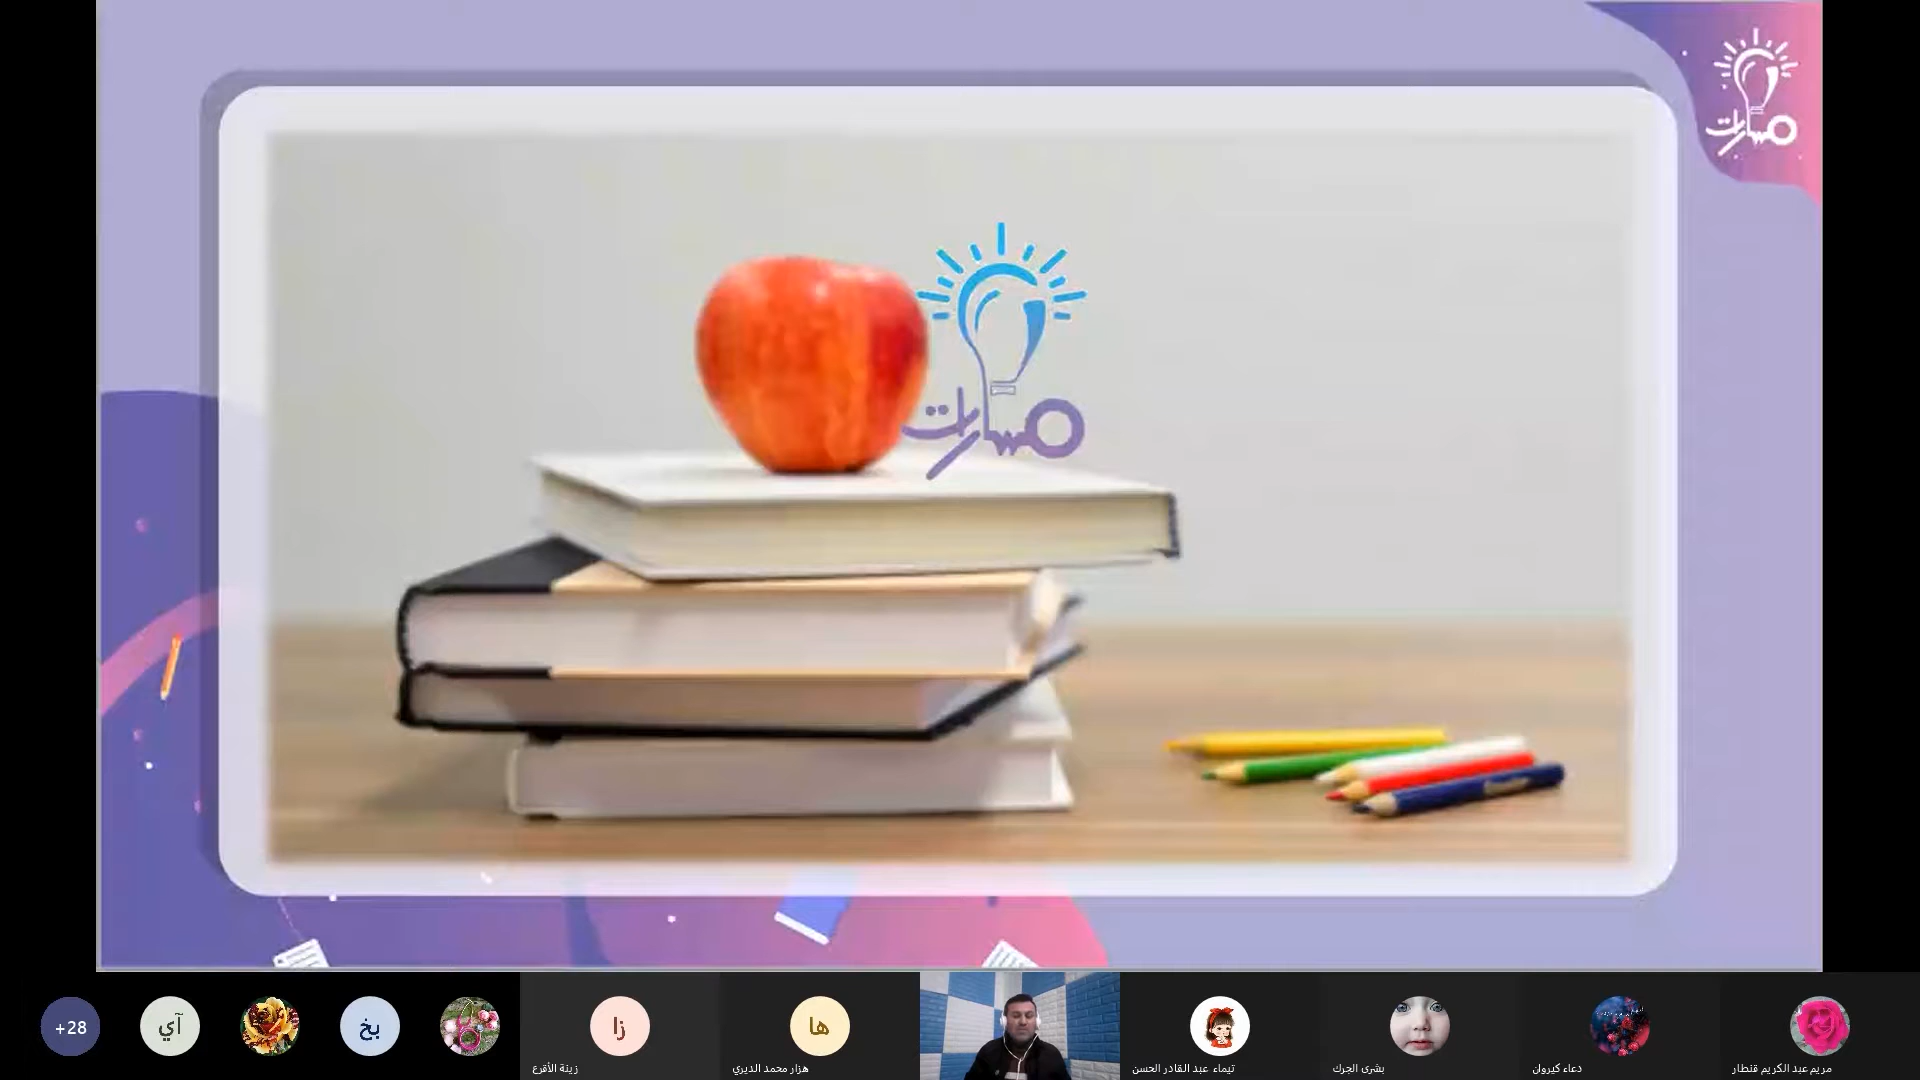 مسارات
مسارات
+28
آي
بخ
زا
زينة الأقرع
ها
هزار محمد الديري
تيماء عبد القادر الحسن
بشرى الجرك
دعاء كيروان
مريم عبد الكريم قنطار